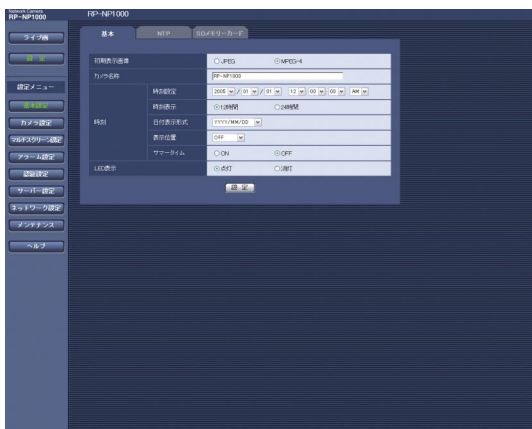 Network Camera
RP-NP1000
RP-NP1000
ライブ画
設 定
設定メニュー
基本設定
カメラ設定
マルチスクリーン設定
アラーム設定
認証設定
サーバー設定
ネットワーク設定
メンテナンス
ヘルプ
基本 NTP SDメモリーカード
初期表示画像 JPEG MPEG-4
カメラ名称 RP-NP1000
時刻
時刻設定 2005 / 01 / 01 12 00 00 AM
時刻表示 12時間 24時間
日付表示形式 YYYY/MM/DD
表示位置 OFF
サマータイム ON OFF
LED表示 点灯 消灯
設 定